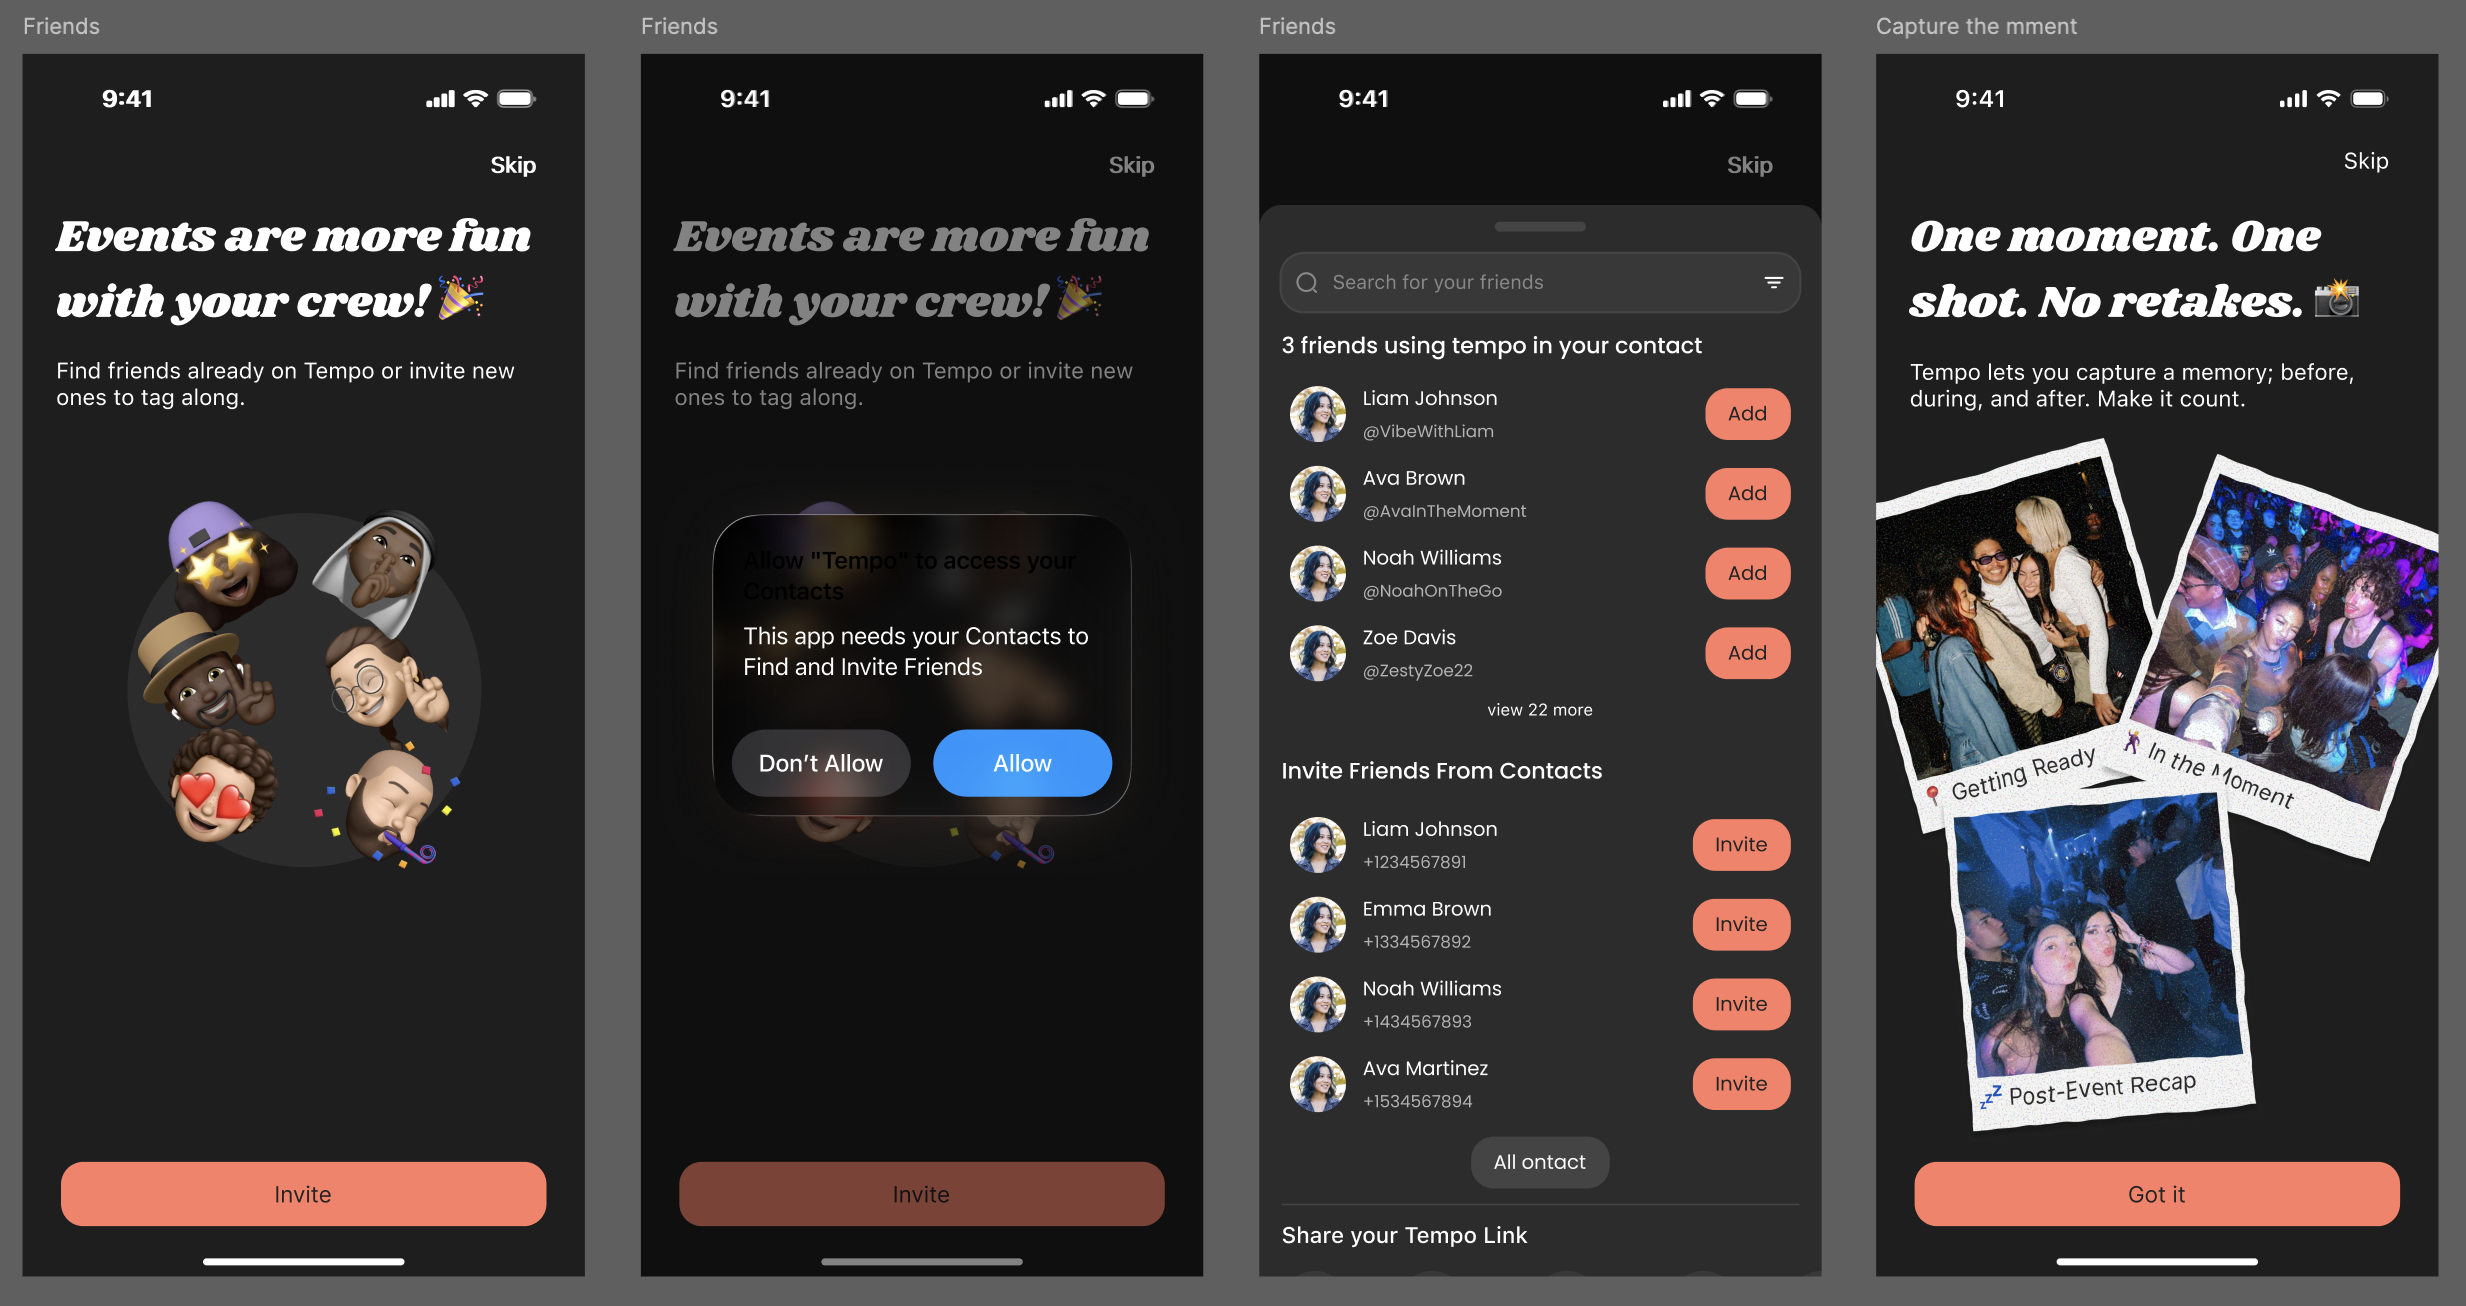 Friends
9:41
Skip
Events are more fun
with your crew! 🎉
Find friends already on Tempo or invite new
ones to tag along.
Invite
Friends
9:41
Skip
Events are more fun
with your crew! 🎉
Find friends already on Tempo or invite new
ones to tag along.
Allow "Tempo" to access your
Contacts
This app needs your Contacts to
Find and Invite Friends
Don't Allow
Allow
Invite
Friends
9:41
Skip
Search for your friends
3 friends using tempo in your contact
Liam Johnson
@VibeWithLiam
Add
Ava Brown
@AvaInTheMoment
Add
Noah Williams
@NoahOnTheGo
Add
Zoe Davis
@ZestyZoe22
Add
view 22 more
Invite Friends From Contacts
Liam Johnson
+1234567891
Invite
Emma Brown
+1334567892
Invite
Noah Williams
+1434567893
Invite
Ava Martinez
+1534567894
Invite
All ontact
Share your Tempo Link
Capture the mment
9:41
Skip
One moment. One
shot. No retakes. 📸
Tempo lets you capture a memory; before,
during, and after. Make it count.
📍 Getting Ready
🕺 In the Moment
💤 Post-Event Recap
Got it